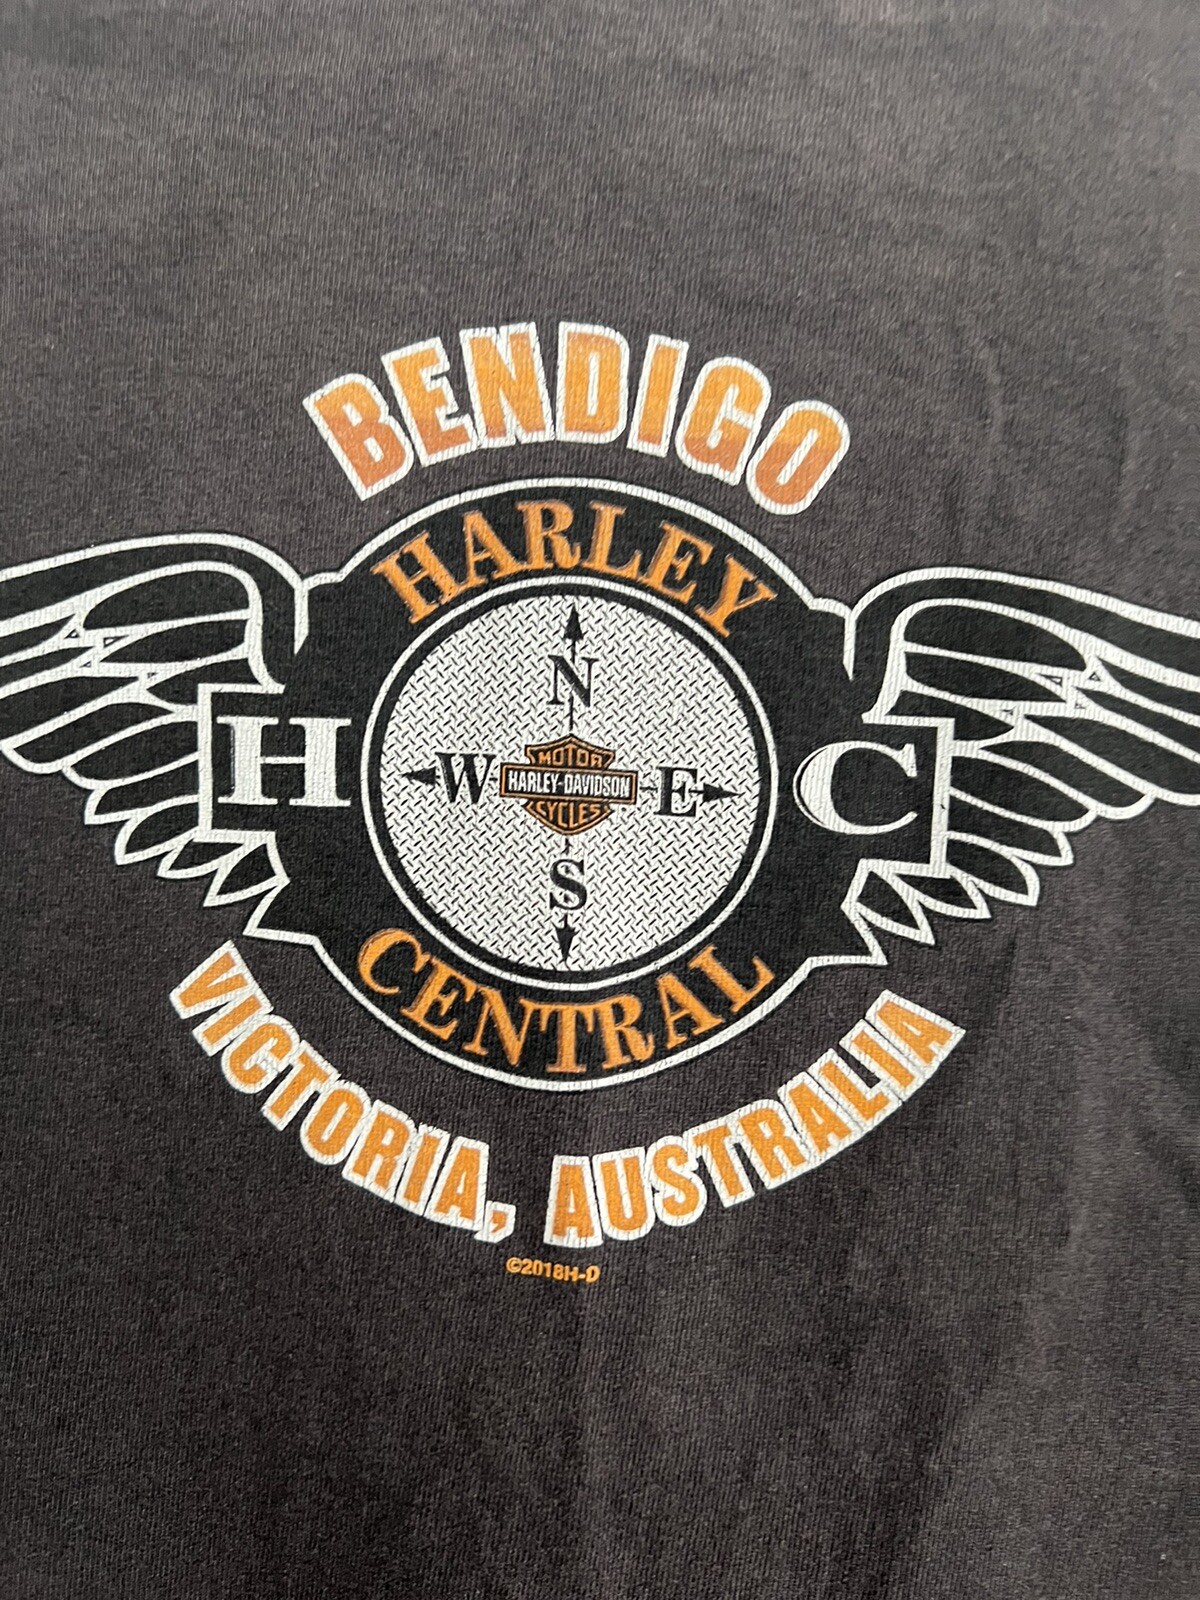 BENDIGO
HARLEY
N
H W MOTOR HARLEY-DAVIDSON CYCLES E C
S
CENTRAL
VICTORIA, AUSTRALIA
©2018H-D